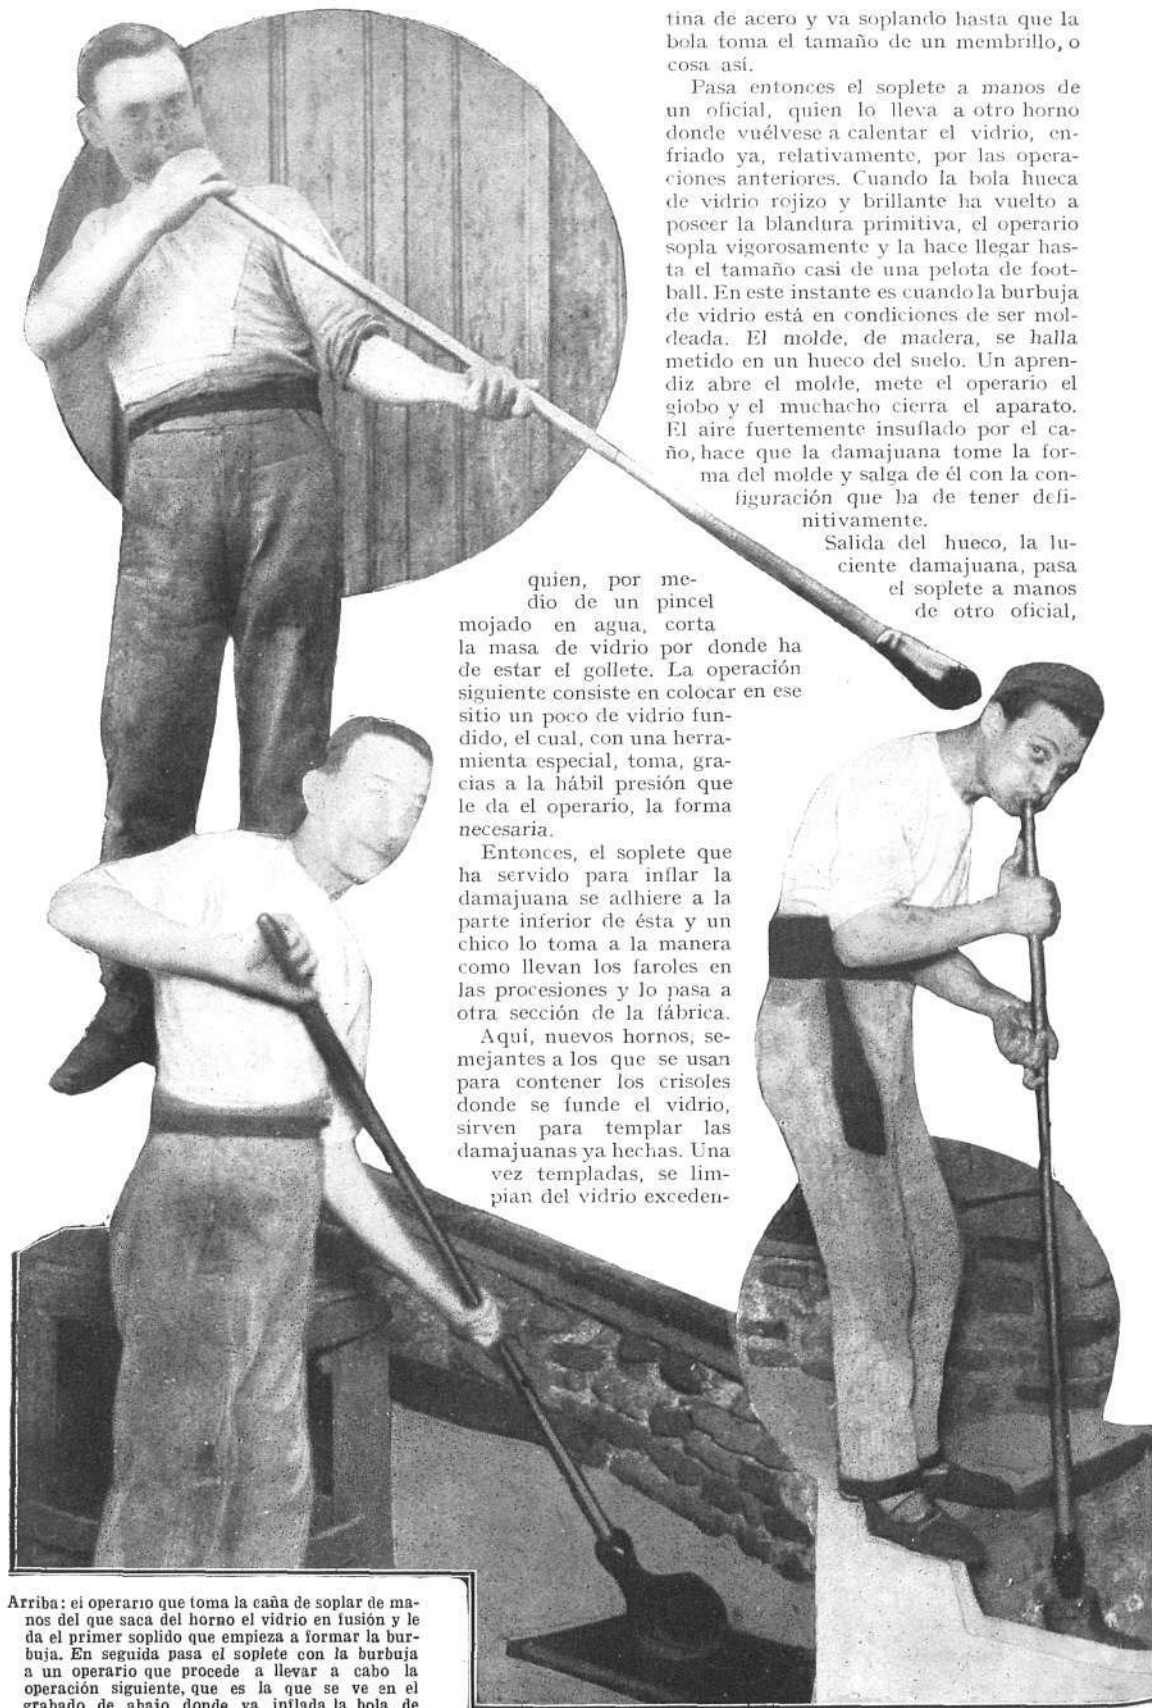 tina de acero y va soplando hasta que la
bola toma el tamaño de un membrillo, o
cosa así.
Pasa entonces el soplete a manos de
un oficial, quien lo lleva a otro horno
donde vuélvese a calentar el vidrio, en-
friado ya, relativamente, por las opera-
ciones anteriores. Cuando la bola hueca
de vidrio rojizo y brillante ha vuelto a
poseer la blandura primitiva, el operario
sopla vigorosamente y la hace llegar has-
ta el tamaño casi de una pelota de foot-
ball. En este instante es cuando la burbuja
de vidrio está en condiciones de ser mol-
deada. El molde, de madera, se halla
metido en un hueco del suelo. Un apren-
diz abre el molde, mete el operario el
globo y el muchacho cierra el aparato.
El aire fuertemente insuflado por el ca-
ño, hace que la damajuana tome la for-
ma del molde y salga de él con la con-
figuración que ha de tener defi-
nitivamente.
Salida del hueco, la lu-
ciente damajuana, pasa
el soplete a manos
de otro oficial,
quien, por me-
dio de un pincel
mojado en agua, corta
la masa de vidrio por donde ha
de estar el gollete. La operación
siguiente consiste en colocar en ese
sitio un poco de vidrio fun-
dido, el cual, con una herra-
mienta especial, toma, gra-
cias a la hábil presión que
le da el operario, la forma
necesaria.
Entonces, el soplete que
ha servido para inflar la
damajuana se adhiere a la
parte inferior de ésta y un
chico lo toma a la manera
como llevan los faroles en
las procesiones y lo pasa a
otra sección de la fábrica.
Aquí, nuevos hornos, se-
mejantes a los que se usan
para contener los crisoles
donde se funde el vidrio,
sirven para templar las
damajuanas ya hechas. Una
vez templadas, se lim-
pian del vidrio exceden-
Arriba: el operario que toma la caña de soplar de ma-
nos del que saca del horno el vidrio en fusión y le
da el primer soplido que empieza a formar la bur-
buja. En seguida pasa el soplete con la burbuja
a un operario que procede a llevar a cabo la
operación siguiente, que es la que se ve en el
grabado de abajo donde ya inflada la bola de